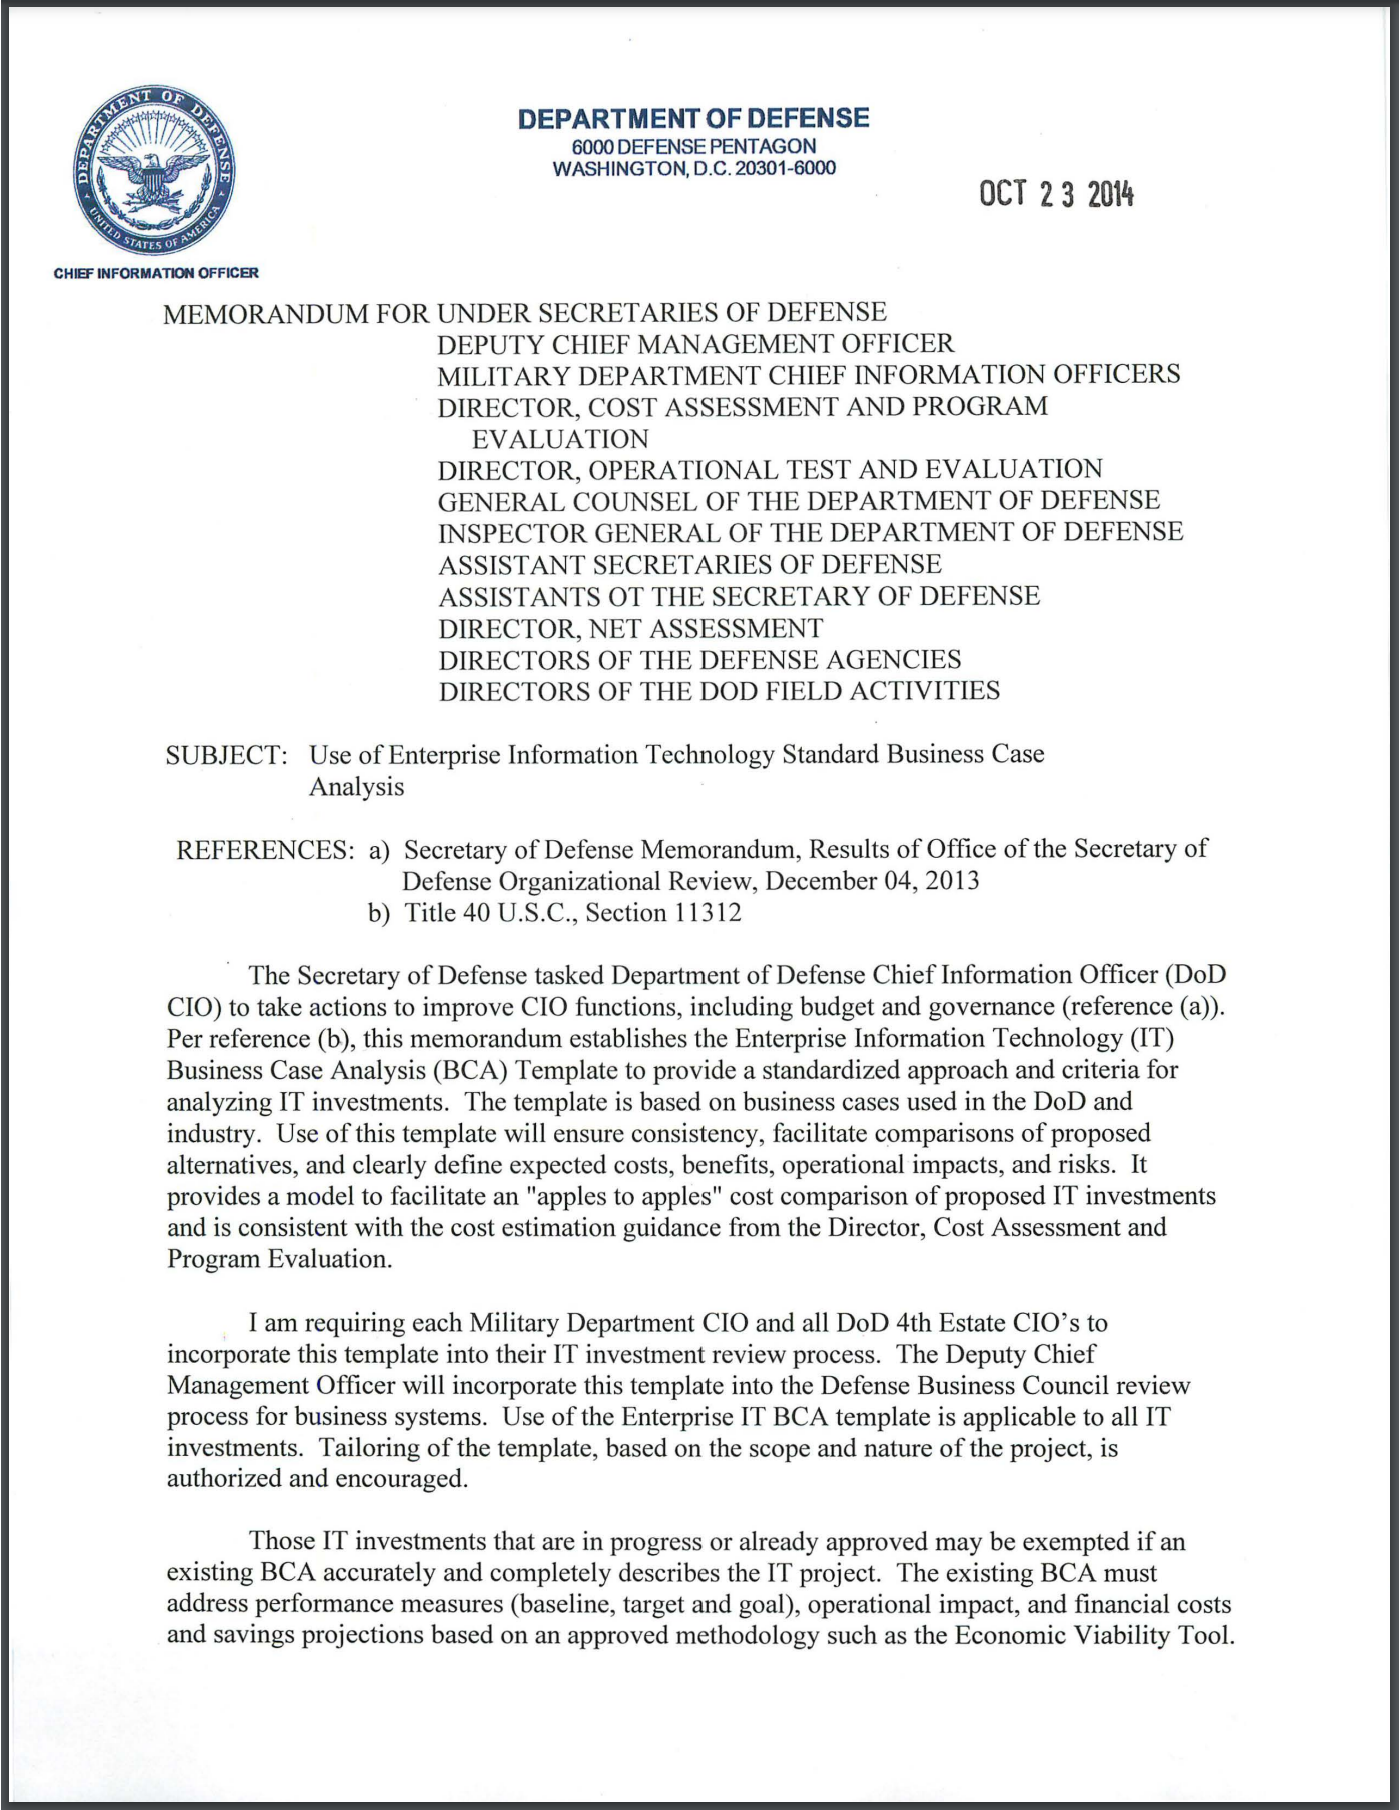 DEPARTMENT OF DEFENSE
UNITED STATES OF AMERICA
CHIEF INFORMATION OFFICER
DEPARTMENT OF DEFENSE
6000 DEFENSE PENTAGON
WASHINGTON, D.C. 20301-6000
OCT 23 2014
MEMORANDUM FOR UNDER SECRETARIES OF DEFENSE
DEPUTY CHIEF MANAGEMENT OFFICER
MILITARY DEPARTMENT CHIEF INFORMATION OFFICERS
DIRECTOR, COST ASSESSMENT AND PROGRAM
EVALUATION
DIRECTOR, OPERATIONAL TEST AND EVALUATION
GENERAL COUNSEL OF THE DEPARTMENT OF DEFENSE
INSPECTOR GENERAL OF THE DEPARTMENT OF DEFENSE
ASSISTANT SECRETARIES OF DEFENSE
ASSISTANTS OT THE SECRETARY OF DEFENSE
DIRECTOR, NET ASSESSMENT
DIRECTORS OF THE DEFENSE AGENCIES
DIRECTORS OF THE DOD FIELD ACTIVITIES
SUBJECT: Use of Enterprise Information Technology Standard Business Case
Analysis
REFERENCES: a) Secretary of Defense Memorandum, Results of Office of the Secretary of
Defense Organizational Review, December 04, 2013
b) Title 40 U.S.C., Section 11312
The Secretary of Defense tasked Department of Defense Chief Information Officer (DoD
CIO) to take actions to improve CIO functions, including budget and governance (reference (a)).
Per reference (b), this memorandum establishes the Enterprise Information Technology (IT)
Business Case Analysis (BCA) Template to provide a standardized approach and criteria for
analyzing IT investments. The template is based on business cases used in the DoD and
industry. Use of this template will ensure consistency, facilitate comparisons of proposed
alternatives, and clearly define expected costs, benefits, operational impacts, and risks. It
provides a model to facilitate an "apples to apples" cost comparison of proposed IT investments
and is consistent with the cost estimation guidance from the Director, Cost Assessment and
Program Evaluation.
I am requiring each Military Department CIO and all DoD 4th Estate CIO’s to
incorporate this template into their IT investment review process. The Deputy Chief
Management Officer will incorporate this template into the Defense Business Council review
process for business systems. Use of the Enterprise IT BCA template is applicable to all IT
investments. Tailoring of the template, based on the scope and nature of the project, is
authorized and encouraged.
Those IT investments that are in progress or already approved may be exempted if an
existing BCA accurately and completely describes the IT project. The existing BCA must
address performance measures (baseline, target and goal), operational impact, and financial costs
and savings projections based on an approved methodology such as the Economic Viability Tool.